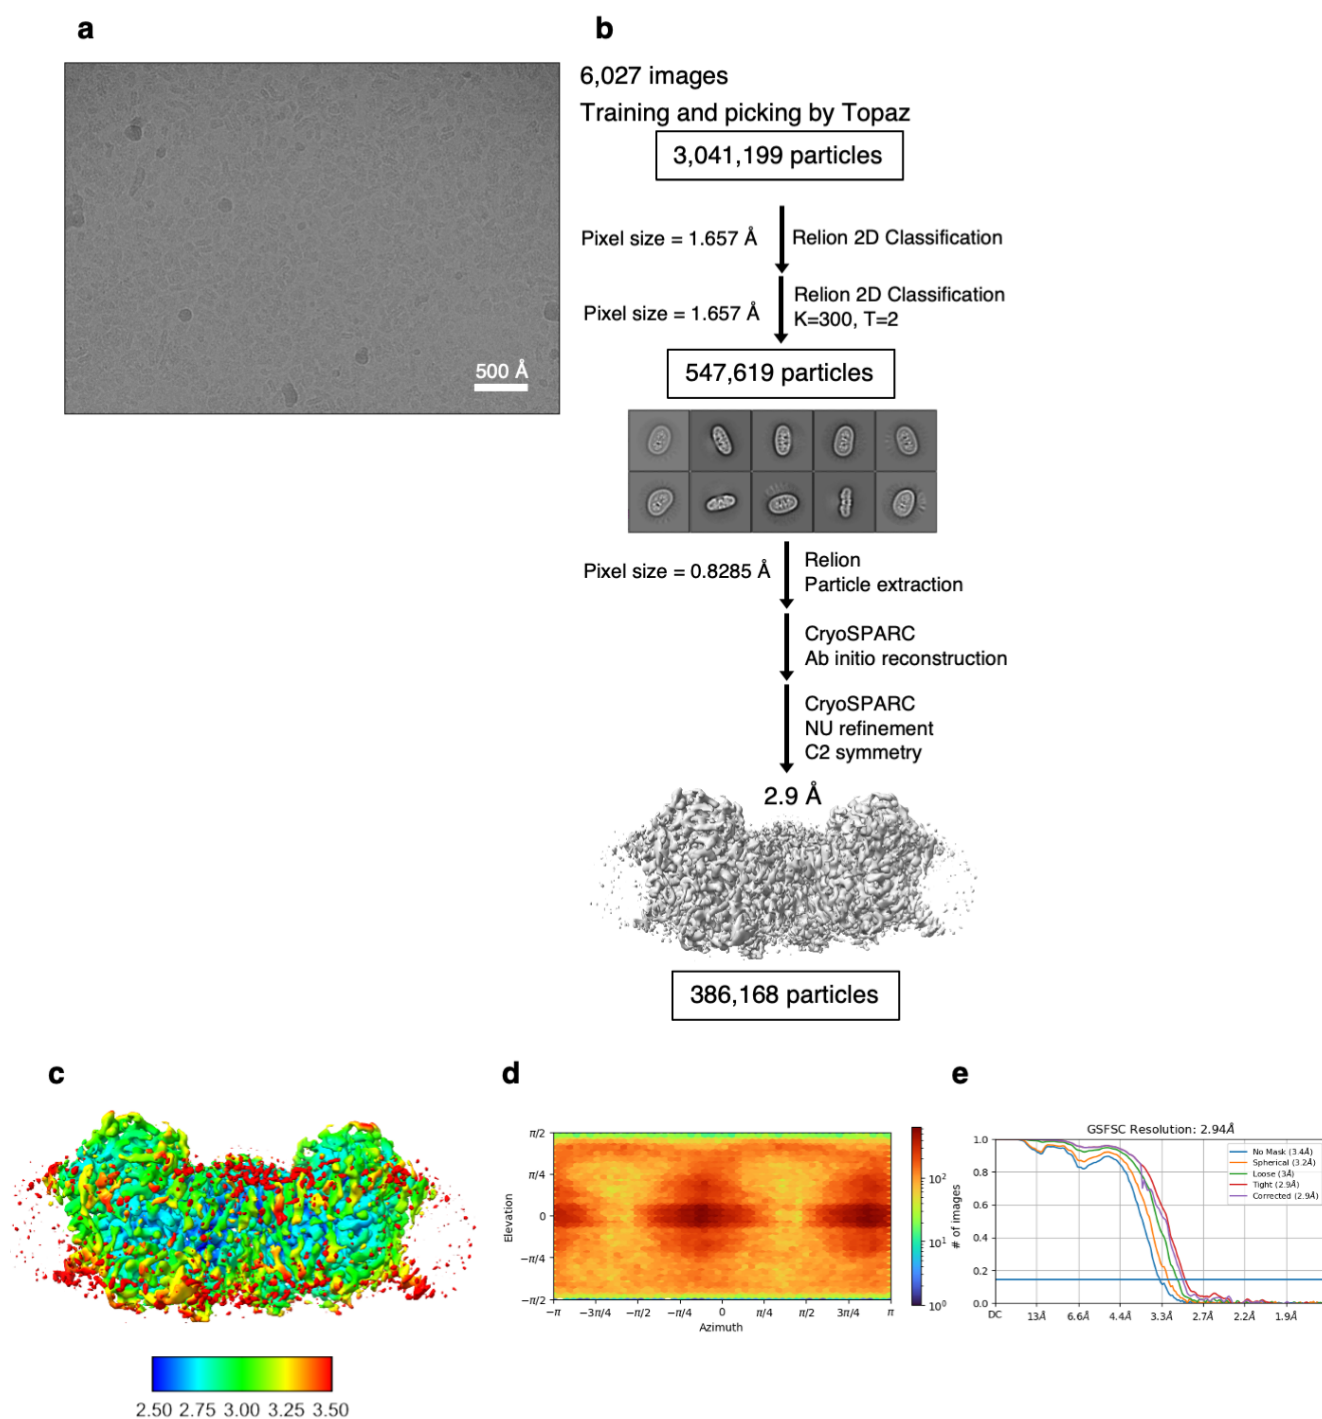 a
500 Å
b
6,027 images
Training and picking by Topaz
3,041,199 particles
Pixel size = 1.657 Å
Relion 2D Classification
Pixel size = 1.657 Å
Relion 2D Classification
K=300, T=2
547,619 particles
Pixel size = 0.8285 Å
Relion
Particle extraction
CryoSPARC
Ab initio reconstruction
CryoSPARC
NU refinement
C2 symmetry
2.9 Å
386,168 particles
c
2.50 2.75 3.00 3.25 3.50
d
π/2
π/4
0
−π/4
−π/2
Elevation
−π −3π/4 −π/2 −π/4 0 π/4 π/2 3π/4 π
Azimuth
10²
10¹
10⁰
e
GSFSC Resolution: 2.94Å
No Mask (3.4Å)
Spherical (3.2Å)
Loose (3Å)
Tight (2.9Å)
Corrected (2.9Å)
# of images
1.0
0.8
0.6
0.4
0.2
0.0
DC 13Å 6.6Å 4.4Å 3.3Å 2.7Å 2.2Å 1.9Å